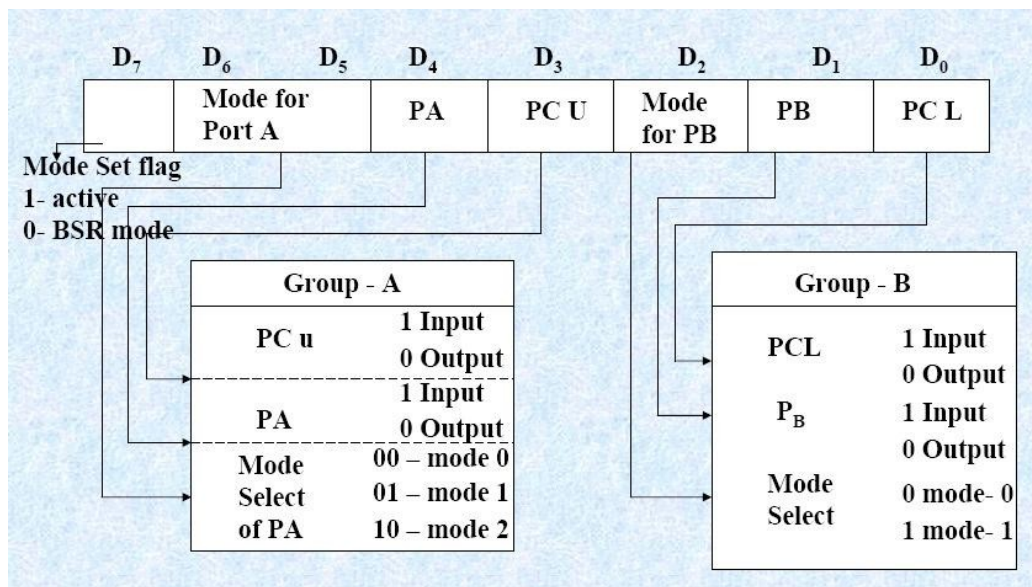 D₇ D₆ D₅ D₄ D₃ D₂ D₁ D₀
Mode for Port A
PA
PC U
Mode for PB
PB
PC L
Mode Set flag
1- active
0- BSR mode
Group - A
PC u
1 Input
0 Output
PA
1 Input
0 Output
Mode Select of PA
00 – mode 0
01 – mode 1
10 – mode 2
Group - B
PCL
1 Input
0 Output
P_B
1 Input
0 Output
Mode Select
0 mode- 0
1 mode- 1